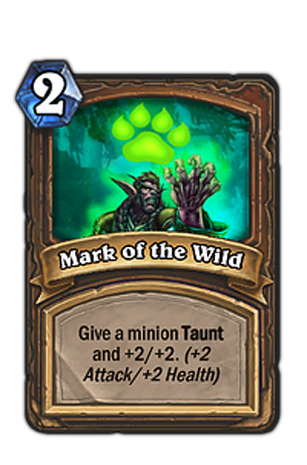 2
Mark of the Wild
Give a minion Taunt
and +2/+2. (+2
Attack/+2 Health)